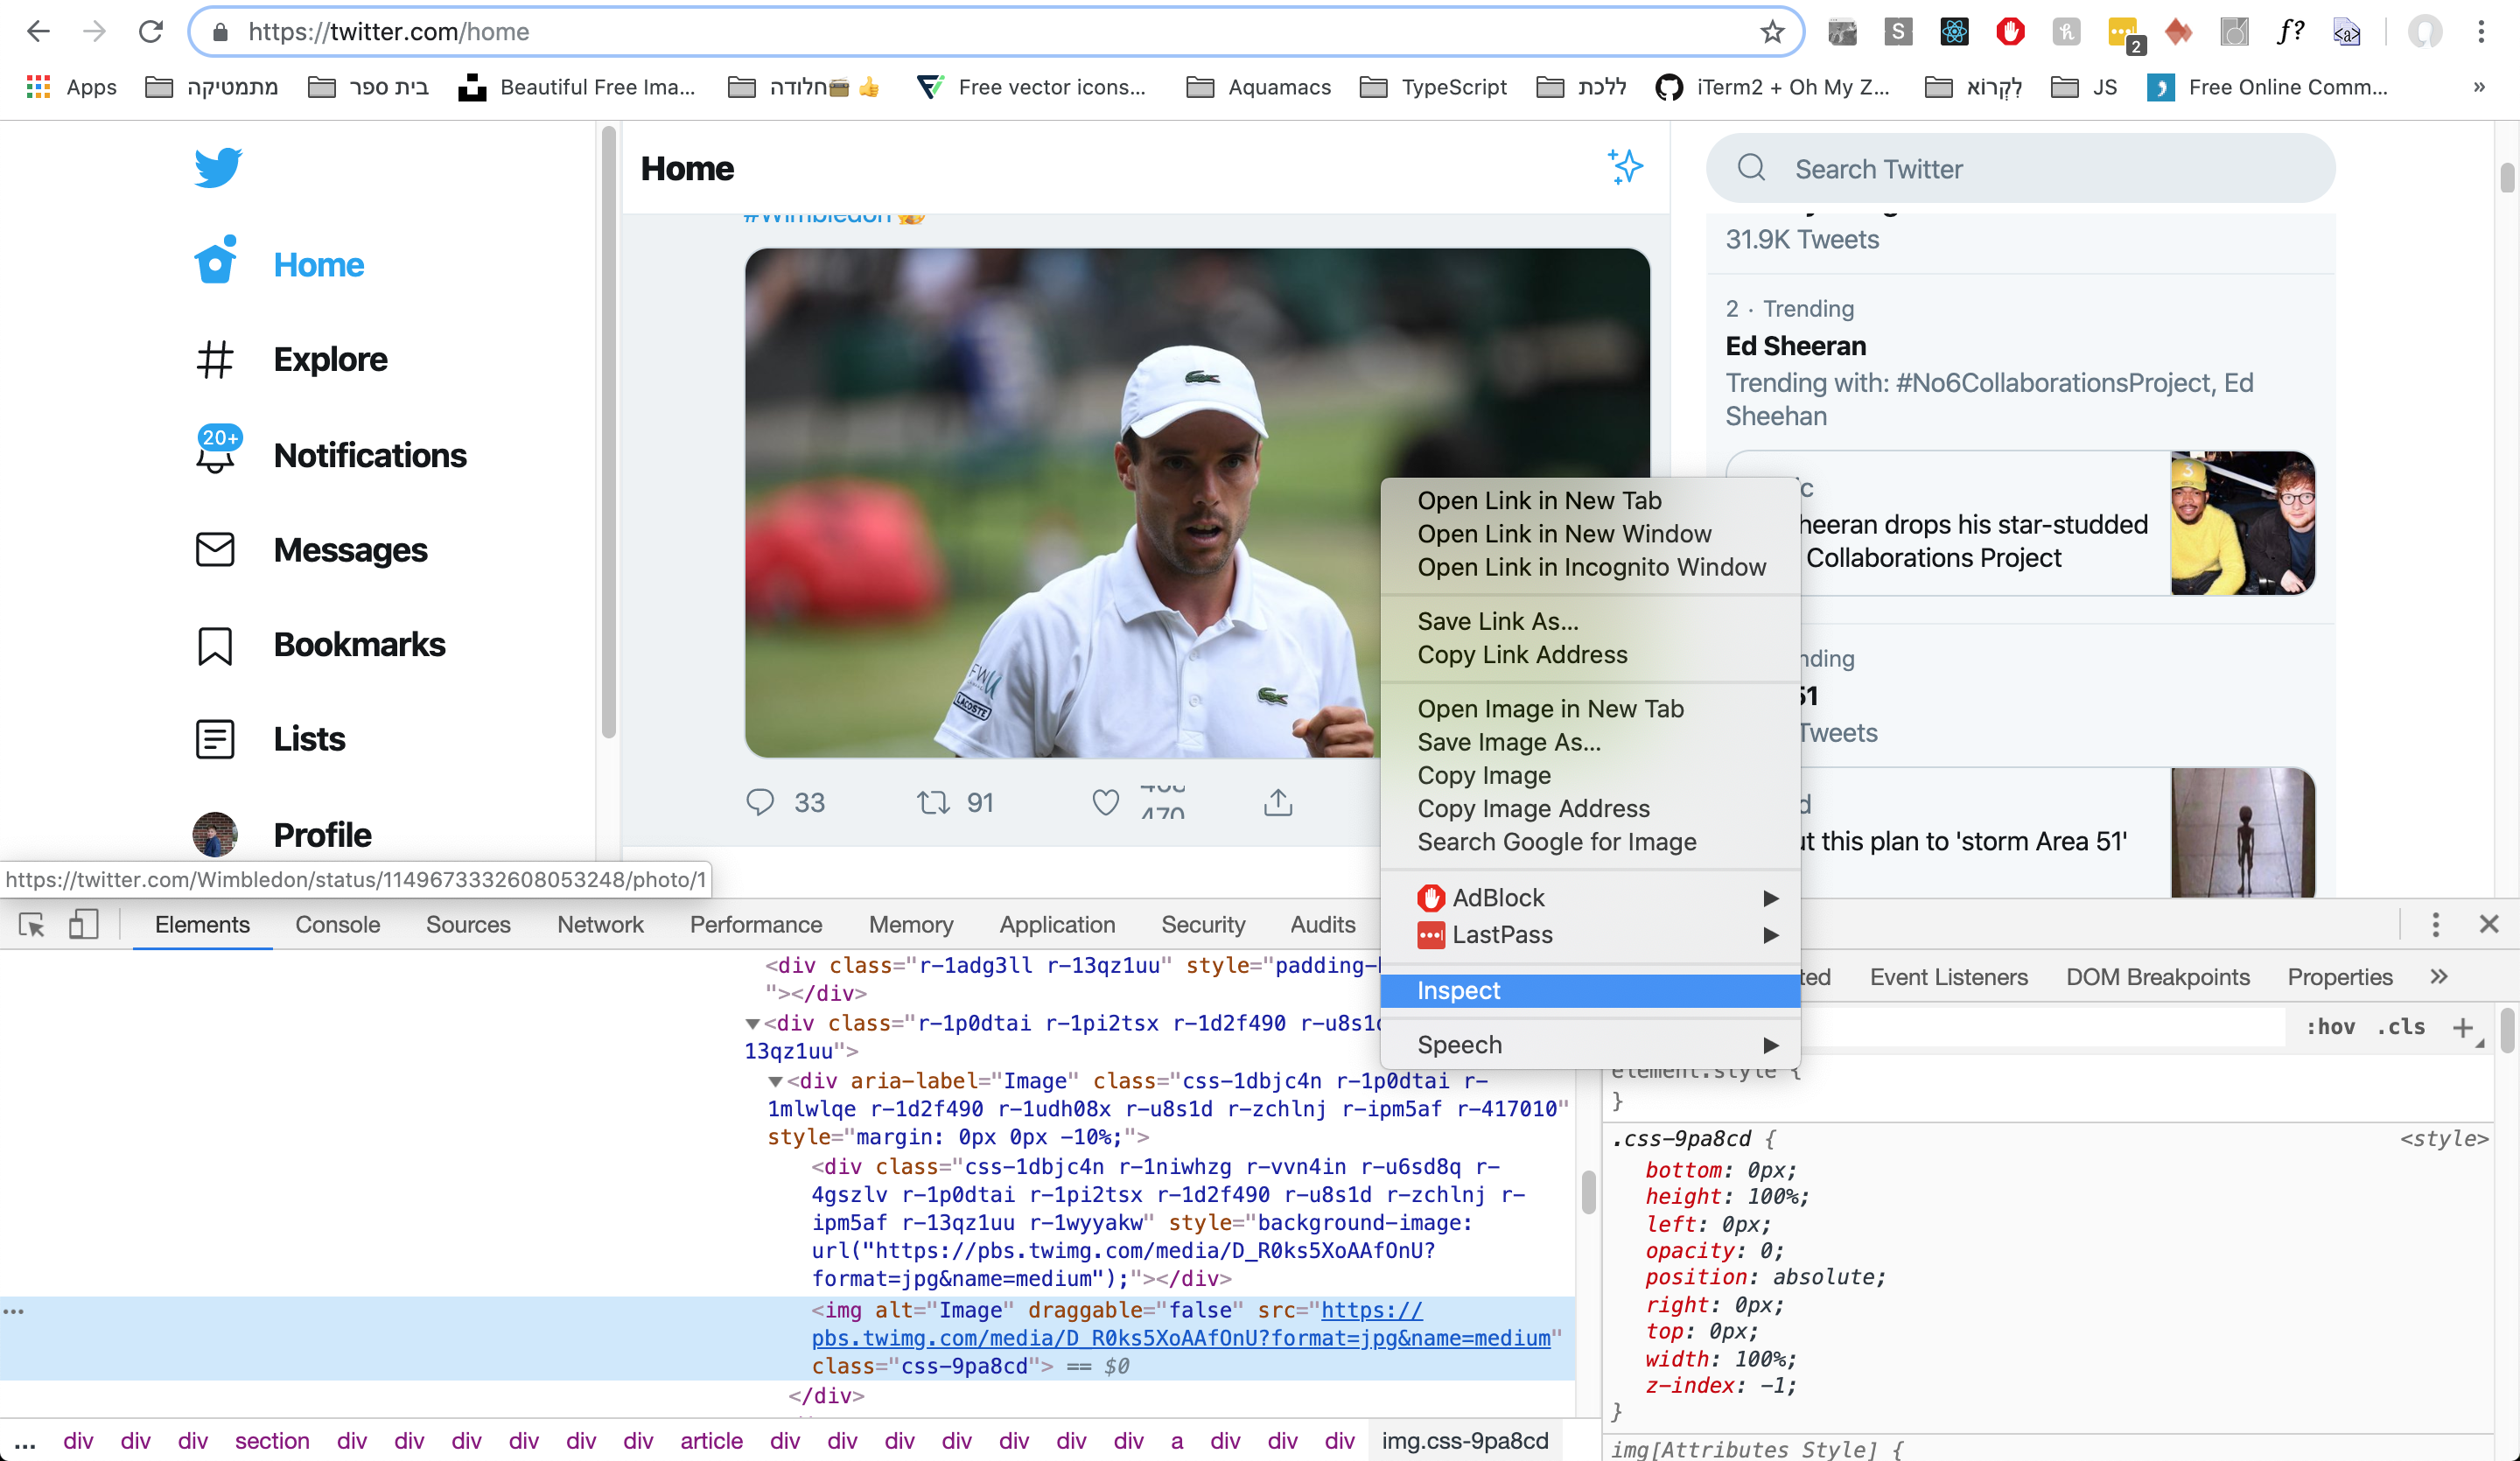 https://twitter.com/home
S
2
f?
<a>
Apps
מתמטיקה
בית ספר
Beautiful Free Ima...
חלודה
Free vector icons...
Aquamacs
TypeScript
ללכת
iTerm2 + Oh My Z...
לִקְרוֹא
JS
Free Online Comm...
»
Home
Explore
20+
Notifications
Messages
Bookmarks
Lists
Profile
https://twitter.com/Wimbledon/status/1149673332608053248/photo/1
Home
#Wimbledon
FWU
LACOSTE
33
91
470
Search Twitter
31.9K Tweets
2 · Trending
Ed Sheeran
Trending with: #No6CollaborationsProject, Ed
Sheehan
c
heeran drops his star-studded
Collaborations Project
3
nding
51
Tweets
d
ut this plan to 'storm Area 51'
Open Link in New Tab
Open Link in New Window
Open Link in Incognito Window
Save Link As...
Copy Link Address
Open Image in New Tab
Save Image As...
Copy Image
Copy Image Address
Search Google for Image
AdBlock
LastPass
Inspect
Speech
Elements
Console
Sources
Network
Performance
Memory
Application
Security
Audits
<div class="r-1adg3ll r-13qz1uu" style="padding-
"></div>
<div class="r-1p0dtai r-1pi2tsx r-1d2f490 r-u8s1d
13qz1uu">
<div aria-label="Image" class="css-1dbjc4n r-1p0dtai r-
1mlwlqe r-1d2f490 r-1udh08x r-u8s1d r-zchlnj r-ipm5af r-417010"
style="margin: 0px 0px -10%;">
<div class="css-1dbjc4n r-1niwhzg r-vvn4in r-u6sd8q r-
4gszlv r-1p0dtai r-1pi2tsx r-1d2f490 r-u8s1d r-zchlnj r-
ipm5af r-13qz1uu r-1wyyakw" style="background-image:
url("https://pbs.twimg.com/media/D_R0ks5XoAAfOnU?
format=jpg&name=medium");"></div>
...
<img alt="Image" draggable="false" src="https://
pbs.twimg.com/media/D_R0ks5XoAAfOnU?format=jpg&name=medium"
class="css-9pa8cd"> == $0
</div>
... div div div section div div div div div div article div div div div div div div a div div div img.css-9pa8cd
ted
Event Listeners
DOM Breakpoints
Properties
»
:hov .cls +
element.style {
}
.css-9pa8cd {
<style>
bottom: 0px;
height: 100%;
left: 0px;
opacity: 0;
position: absolute;
right: 0px;
top: 0px;
width: 100%;
z-index: -1;
}
img[Attributes Style] {